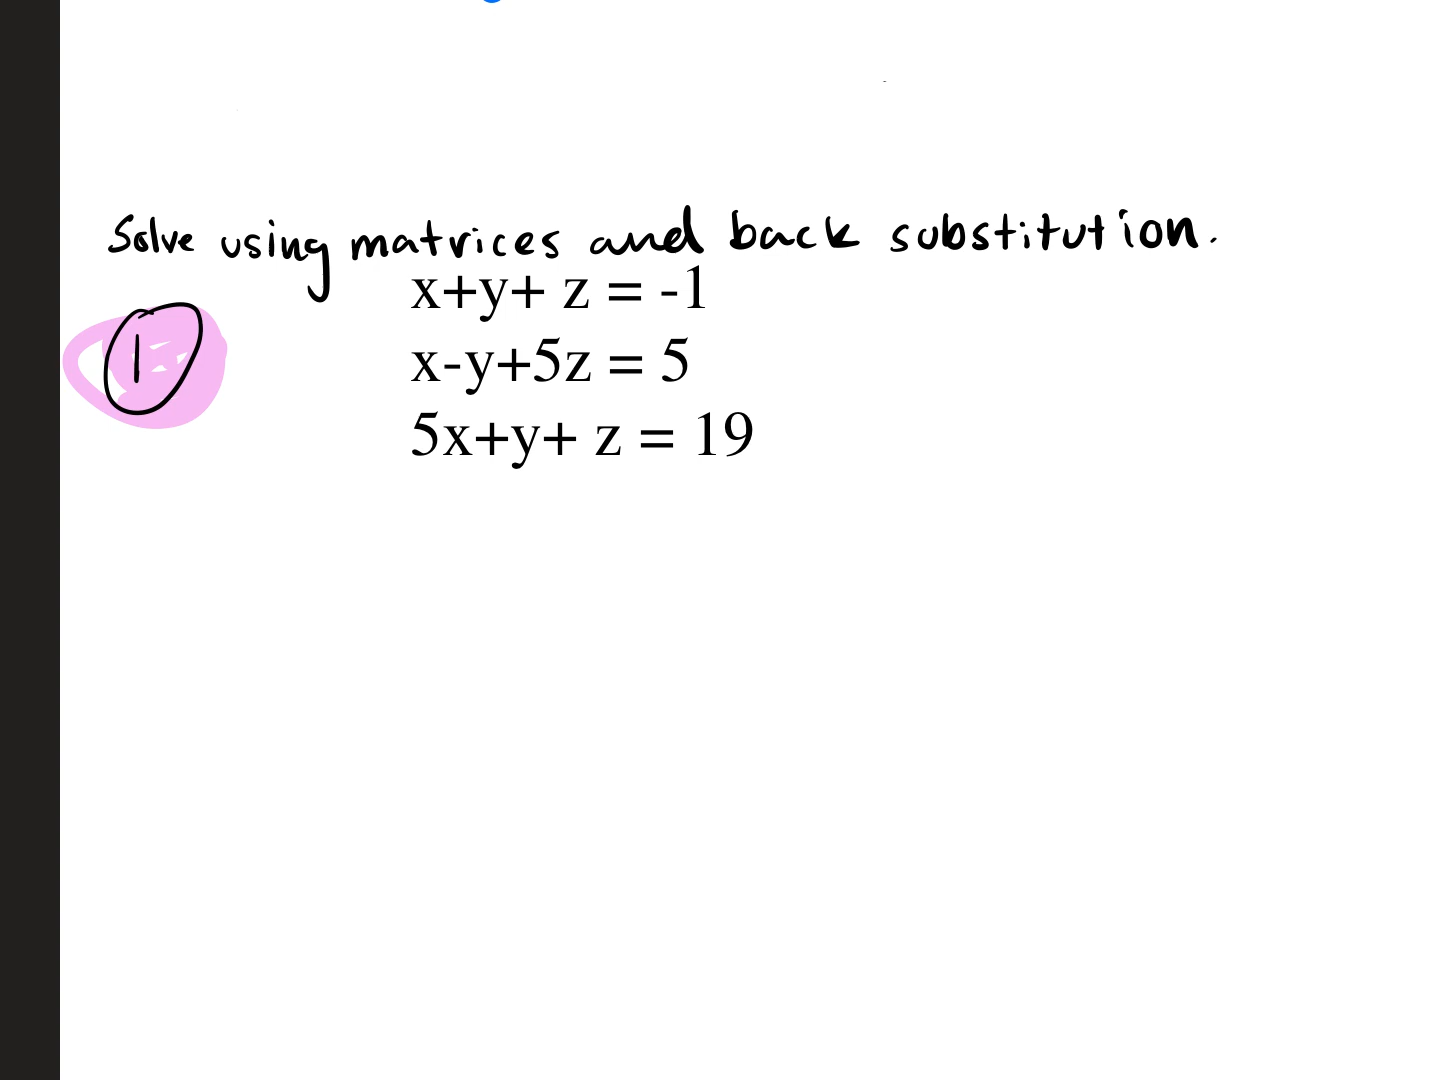 Solve using matrices and back substitution.
x+y+ z = -1
1
x-y+5z = 5
5x+y+ z = 19